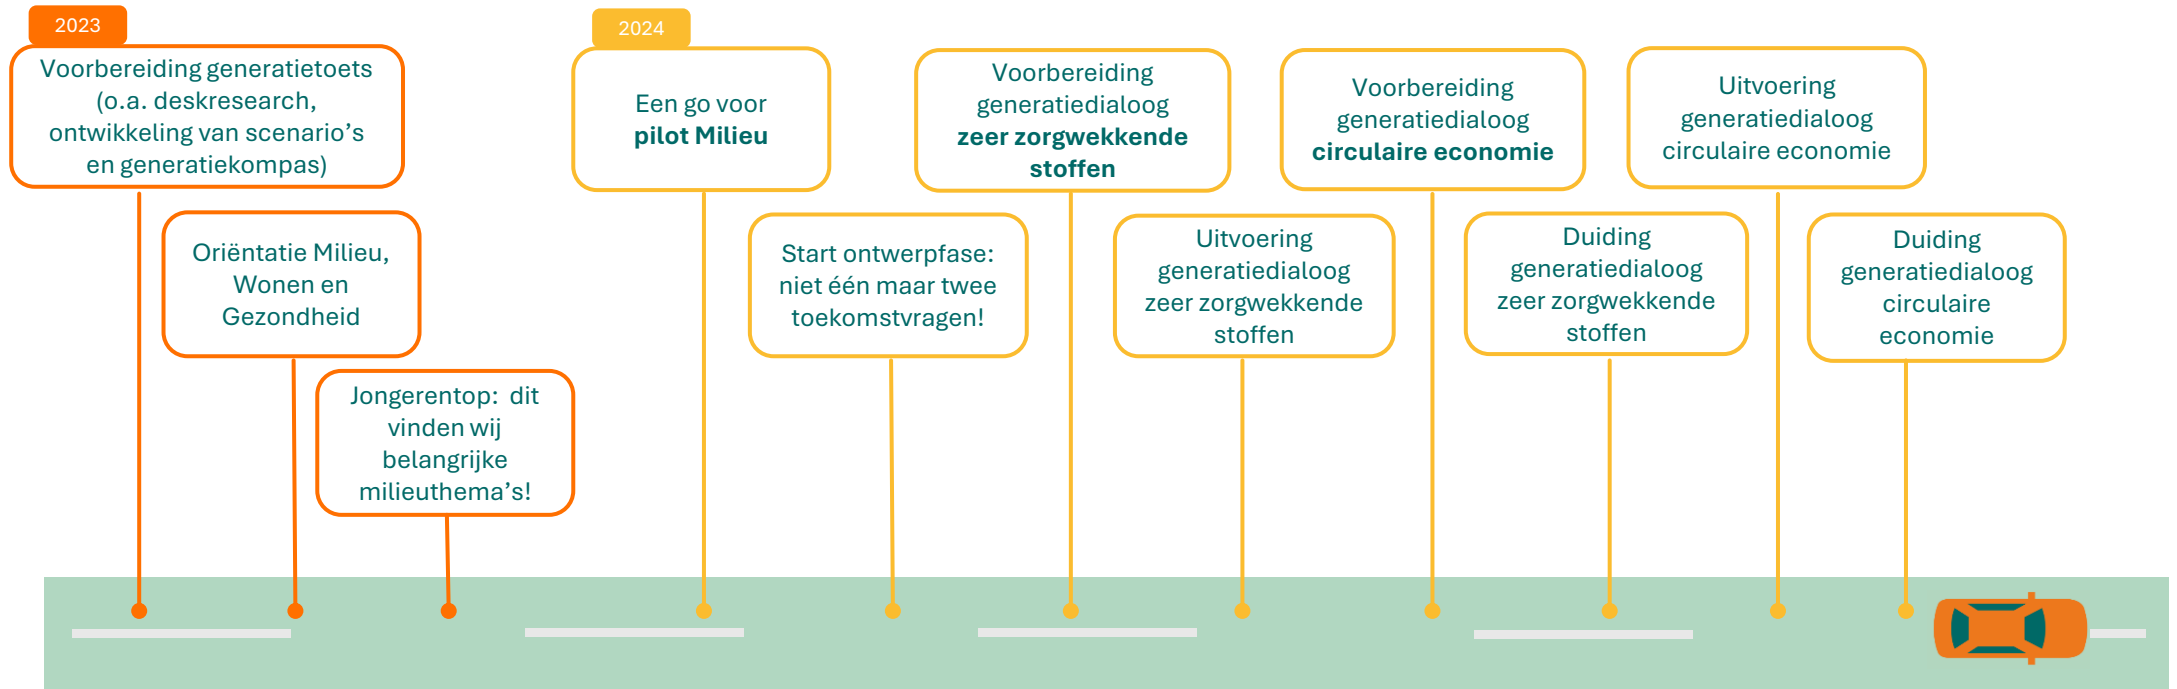 2023
Voorbereiding generatietoets
(o.a. deskresearch,
ontwikkeling van scenario's
en generatiekompas)
Oriëntatie Milieu,
Wonen en
Gezondheid
Jongerentop:  dit
vinden wij
belangrijke
milieuthema's!
2024
Een go voor
pilot Milieu
Start ontwerpfase:
niet één maar twee
toekomstvragen!
Voorbereiding
generatiedialoog
zeer zorgwekkende
stoffen
Uitvoering
generatiedialoog
zeer zorgwekkende
stoffen
Voorbereiding
generatiedialoog
circulaire economie
Duiding
generatiedialoog
zeer zorgwekkende
stoffen
Uitvoering
generatiedialoog
circulaire economie
Duiding
generatiedialoog
circulaire
economie